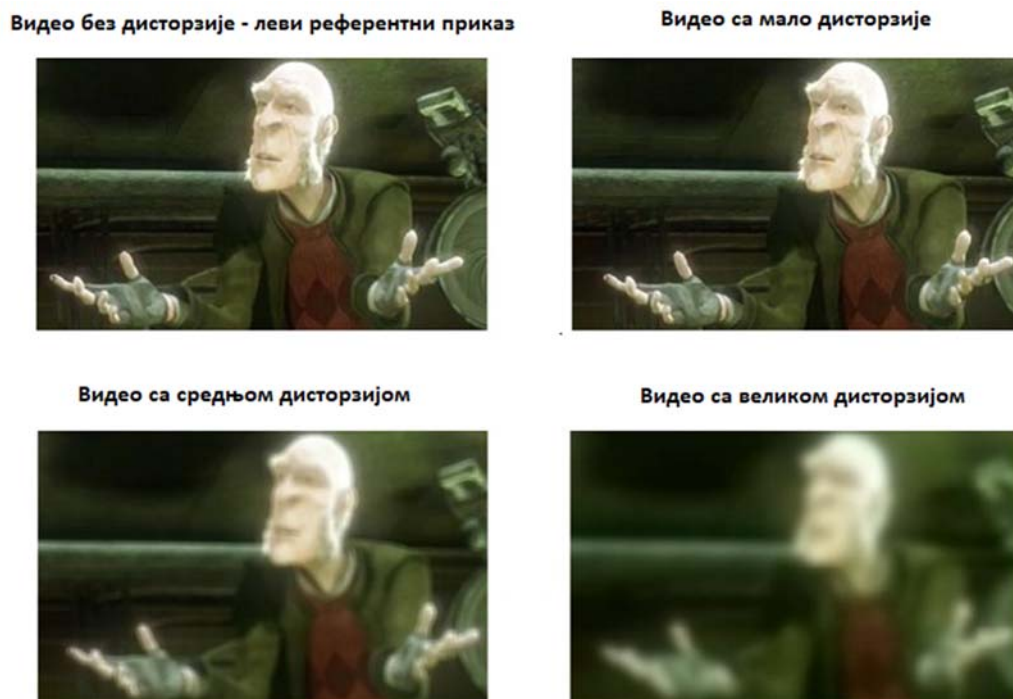 Видео без дисторзије - леви референтни приказ
Видео са мало дисторзије
Видео са средњом дисторзијом
Видео са великом дисторзијом